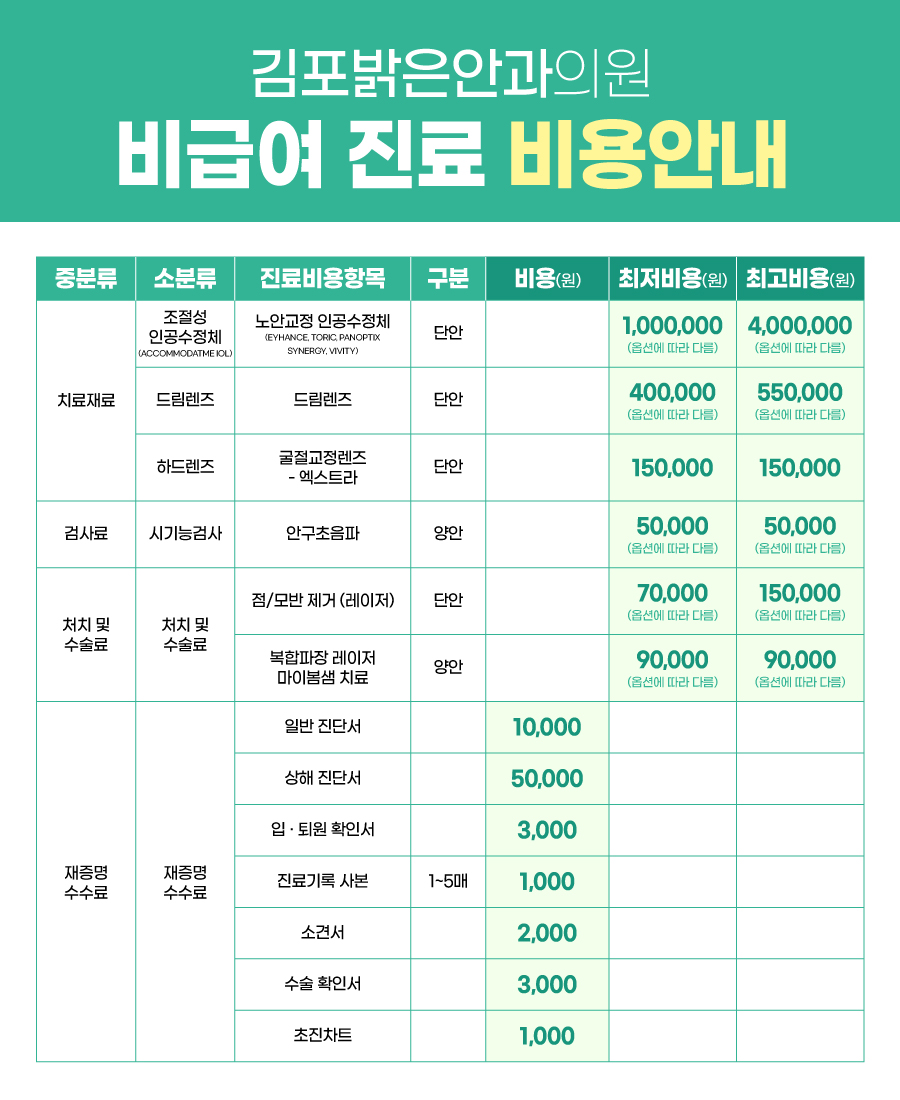 김포밝은안과의원
비급여 진료 비용안내
중분류 소분류 진료비용항목 구분 비용(원) 최저비용(원) 최고비용(원)
치료재료
조절성
인공수정체
(ACCOMMODATME IOL)
노안교정 인공수정체
(EYHANCE, TORIC, PANOPTIX
SYNERGY, VIVITY)
단안
1,000,000
(옵션에 따라 다름)
4,000,000
(옵션에 따라 다름)
드림렌즈
드림렌즈
단안
400,000
(옵션에 따라 다름)
550,000
(옵션에 따라 다름)
하드렌즈
굴절교정렌즈
- 엑스트라
단안
150,000
150,000
검사료
시기능검사
안구초음파
양안
50,000
(옵션에 따라 다름)
50,000
(옵션에 따라 다름)
처치 및
수술료
처치 및
수술료
점/모반 제거 (레이저)
단안
70,000
(옵션에 따라 다름)
150,000
(옵션에 따라 다름)
복합파장 레이저
마이봄샘 치료
양안
90,000
(옵션에 따라 다름)
90,000
(옵션에 따라 다름)
재증명
수수료
재증명
수수료
일반 진단서 10,000
상해 진단서 50,000
입 · 퇴원 확인서 3,000
진료기록 사본 1~5매 1,000
소견서 2,000
수술 확인서 3,000
초진차트 1,000